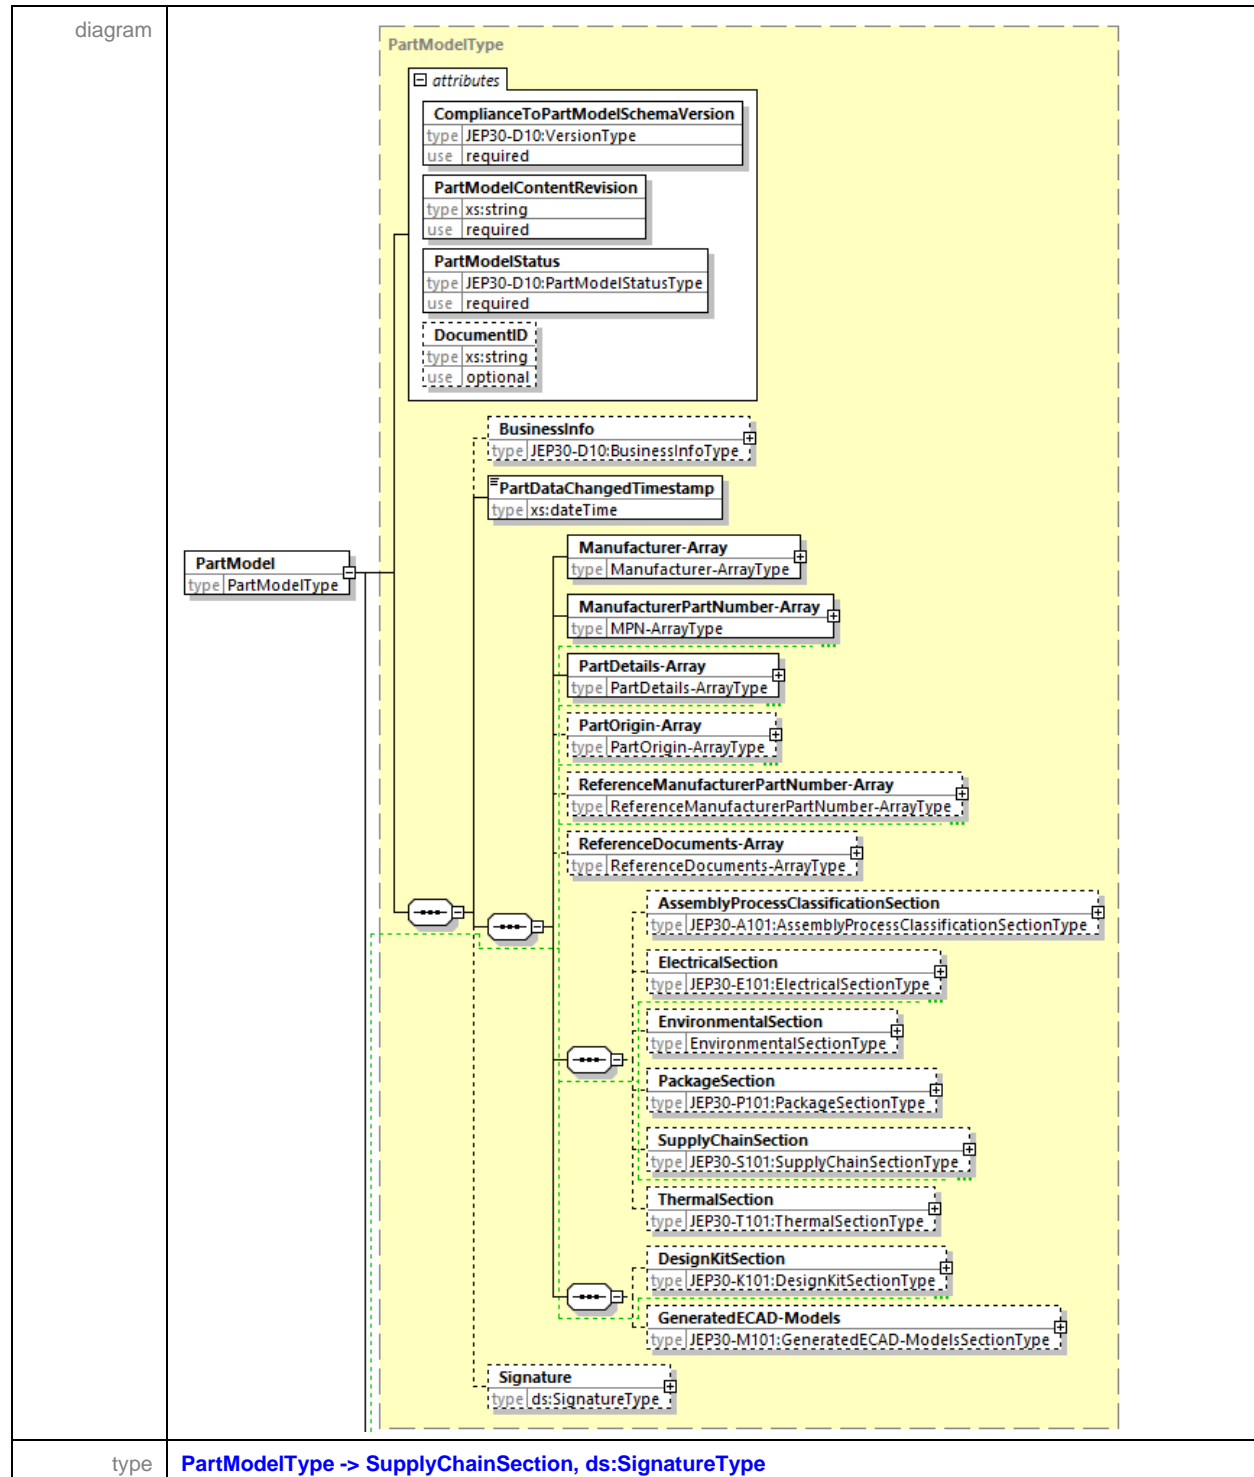 diagram
PartModelType
attributes
ComplianceToPartModelSchemaVersion
type JEP30-D10:VersionType
use required
PartModelContentRevision
type xs:string
use required
PartModelStatus
type JEP30-D10:PartModelStatusType
use required
DocumentID
type xs:string
use optional
BusinessInfo
type JEP30-D10:BusinessInfoType
PartDataChangedTimestamp
type xs:dateTime
PartModel
type PartModelType
Manufacturer-Array
type Manufacturer-ArrayType
ManufacturerPartNumber-Array
type MPN-ArrayType
PartDetails-Array
type PartDetails-ArrayType
PartOrigin-Array
type PartOrigin-ArrayType
ReferenceManufacturerPartNumber-Array
type ReferenceManufacturerPartNumber-ArrayType
ReferenceDocuments-Array
type ReferenceDocuments-ArrayType
AssemblyProcessClassificationSection
type JEP30-A101:AssemblyProcessClassificationSectionType
ElectricalSection
type JEP30-E101:ElectricalSectionType
EnvironmentalSection
type EnvironmentalSectionType
PackageSection
type JEP30-P101:PackageSectionType
SupplyChainSection
type JEP30-S101:SupplyChainSectionType
ThermalSection
type JEP30-T101:ThermalSectionType
DesignKitSection
type JEP30-K101:DesignKitSectionType
GeneratedECAD-Models
type JEP30-M101:GeneratedECAD-ModelsSectionType
Signature
type ds:SignatureType
type PartModelType -> SupplyChainSection, ds:SignatureType